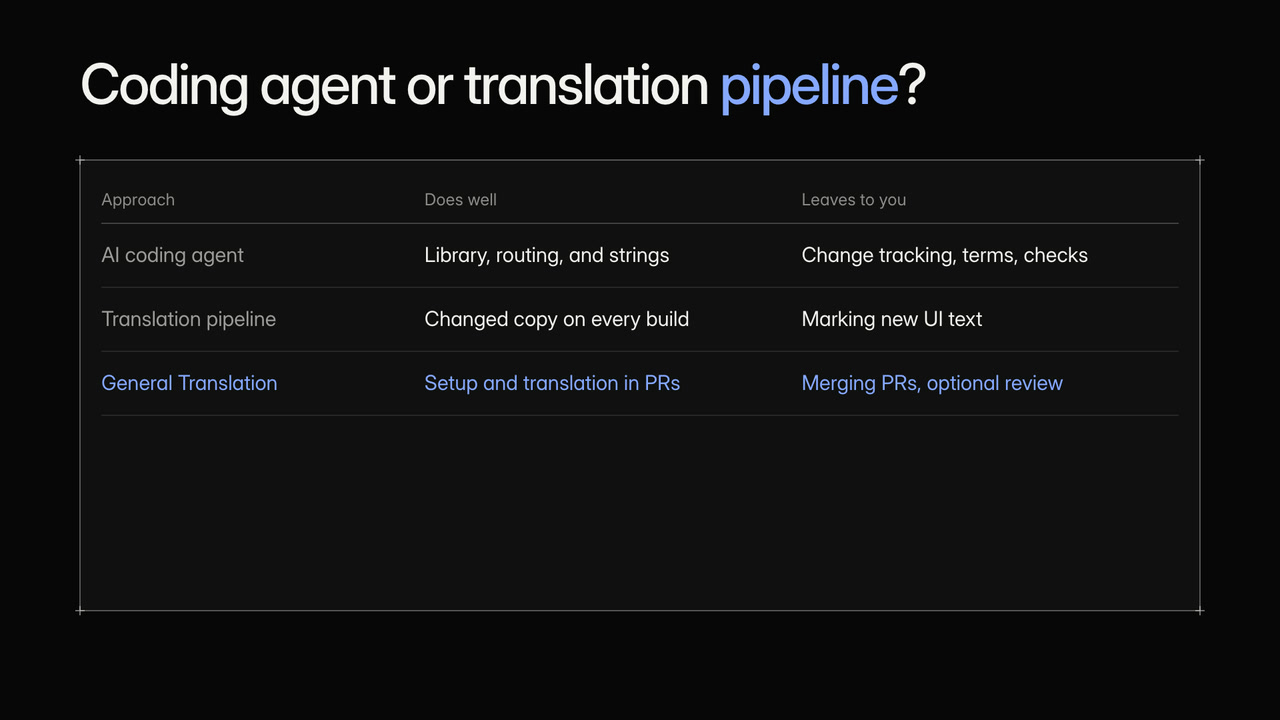 Coding agent or translation pipeline?
Approach Does well Leaves to you
AI coding agent Library, routing, and strings Change tracking, terms, checks
Translation pipeline Changed copy on every build Marking new UI text
General Translation Setup and translation in PRs Merging PRs, optional review